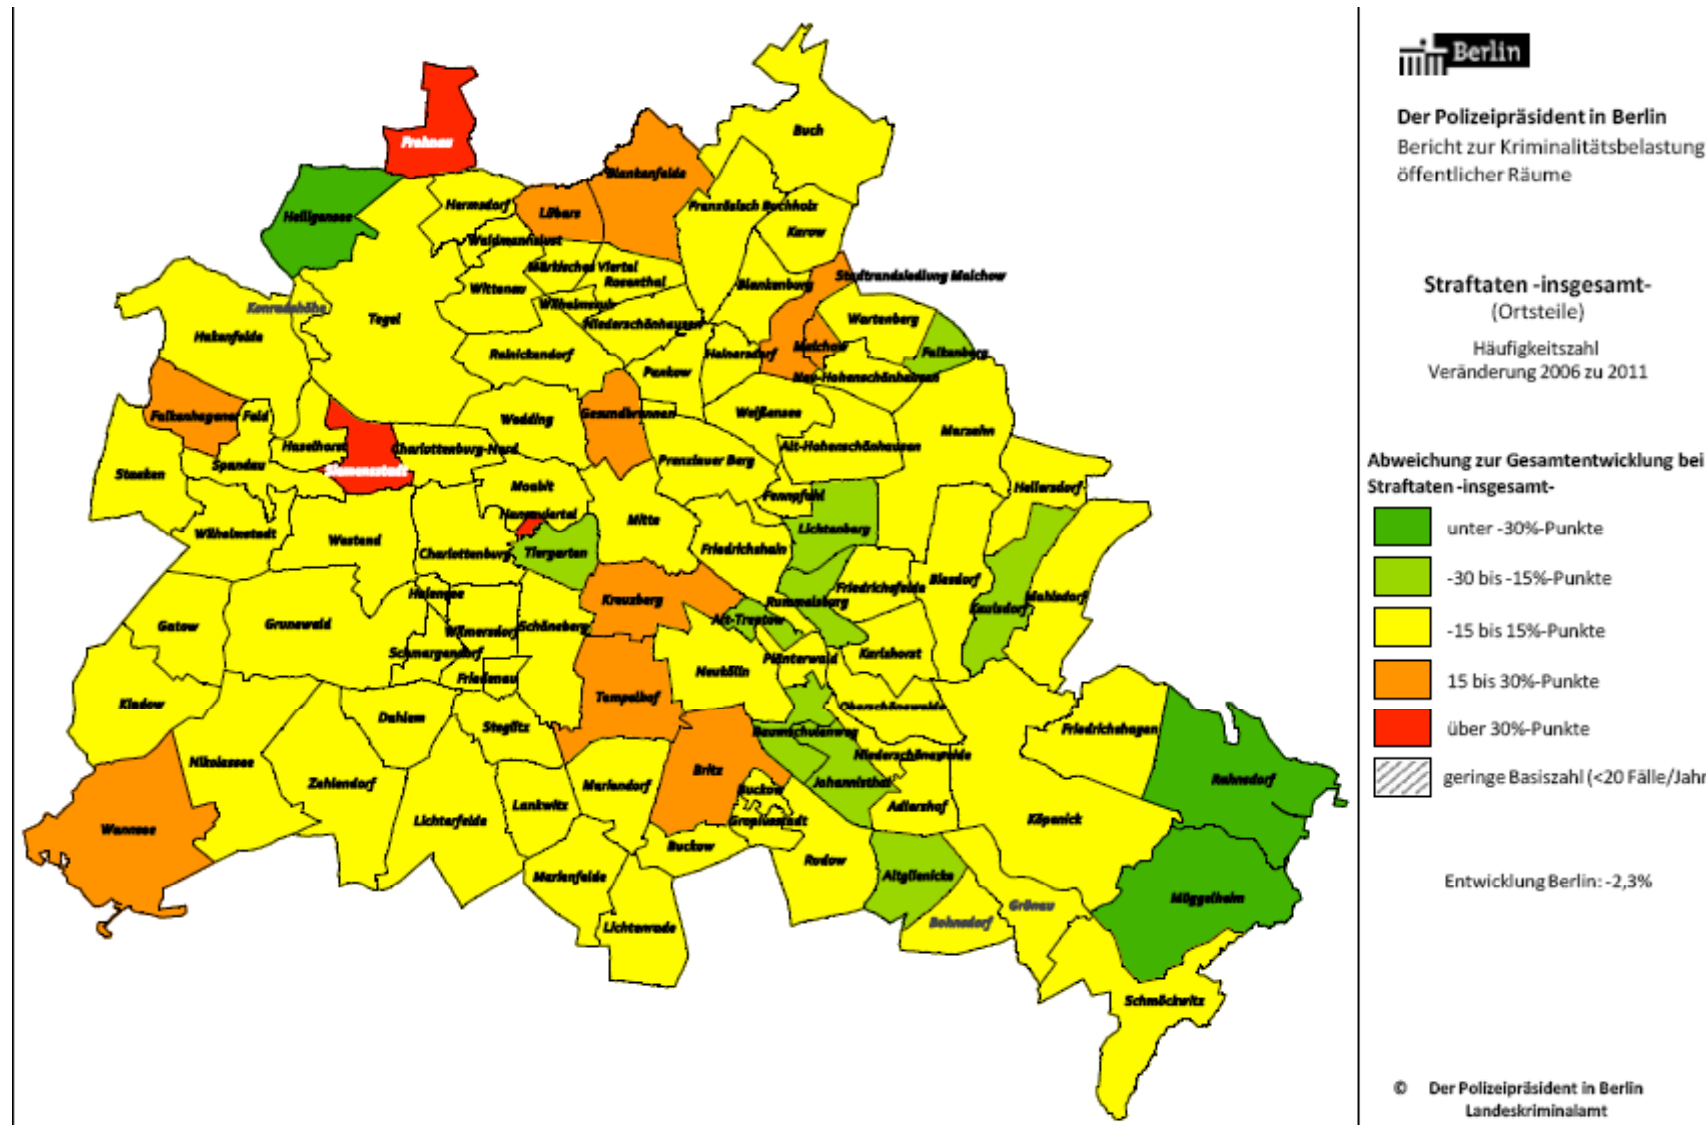 Berlin
Der Polizeipräsident in Berlin
Bericht zur Kriminalitätsbelastung
öffentlicher Räume
Straftaten -insgesamt-
(Ortsteile)
Häufigkeitszahl
Veränderung 2006 zu 2011
Abweichung zur Gesamtentwicklung bei
Straftaten -insgesamt-
unter -30%-Punkte
-30 bis -15%-Punkte
-15 bis 15%-Punkte
15 bis 30%-Punkte
über 30%-Punkte
geringe Basiszahl (<20 Fälle/Jahr
Entwicklung Berlin: -2,3%
© Der Polizeipräsident in Berlin
Landeskriminalamt
Buch
Frohnau
Blankenfelde
Heiligensee
Hermsdorf
Lübars
Französisch Buchholz
Karow
Waidmannslust
Märkisches Viertel
Rosenthal
Blankenburg
Stadtrandsiedlung Malchow
Wittenau
Wilhelmsruh
Konradshöhe
Tegel
Niederschönhausen
Wartenberg
Hakenfelde
Reinickendorf
Heinersdorf
Malchow
Falkenberg
Pankow
Neu-Hohenschönhausen
Falkenhagener Feld
Wedding
Gesundbrunnen
Weißensee
Marzahn
Haselhorst
Charlottenburg-Nord
Alt-Hohenschönhausen
Staaken
Spandau
Siemensstadt
Prenzlauer Berg
Moabit
Fennpfuhl
Hellersdorf
Hansaviertel
Mitte
Lichtenberg
Wilhelmstadt
Westend
Charlottenburg
Tiergarten
Friedrichshain
Halensee
Friedrichsfelde
Biesdorf
Kreuzberg
Rummelsburg
Kaulsdorf
Mahlsdorf
Gatow
Grunewald
Wilmersdorf
Schöneberg
Alt-Treptow
Schmargendorf
Plänterwald
Karlshorst
Friedenau
Neukölln
Kladow
Tempelhof
Oberschöneweide
Dahlem
Steglitz
Baumschulenweg
Friedrichshagen
Nikolassee
Niederschöneweide
Zehlendorf
Mariendorf
Britz
Johannisthal
Rahnsdorf
Lankwitz
Buckow
Adlershof
Wannsee
Lichterfelde
Gropiusstadt
Köpenick
Buckow
Rudow
Marienfelde
Altglienicke
Müggelheim
Grünau
Lichtenrade
Bohnsdorf
Schmöckwitz